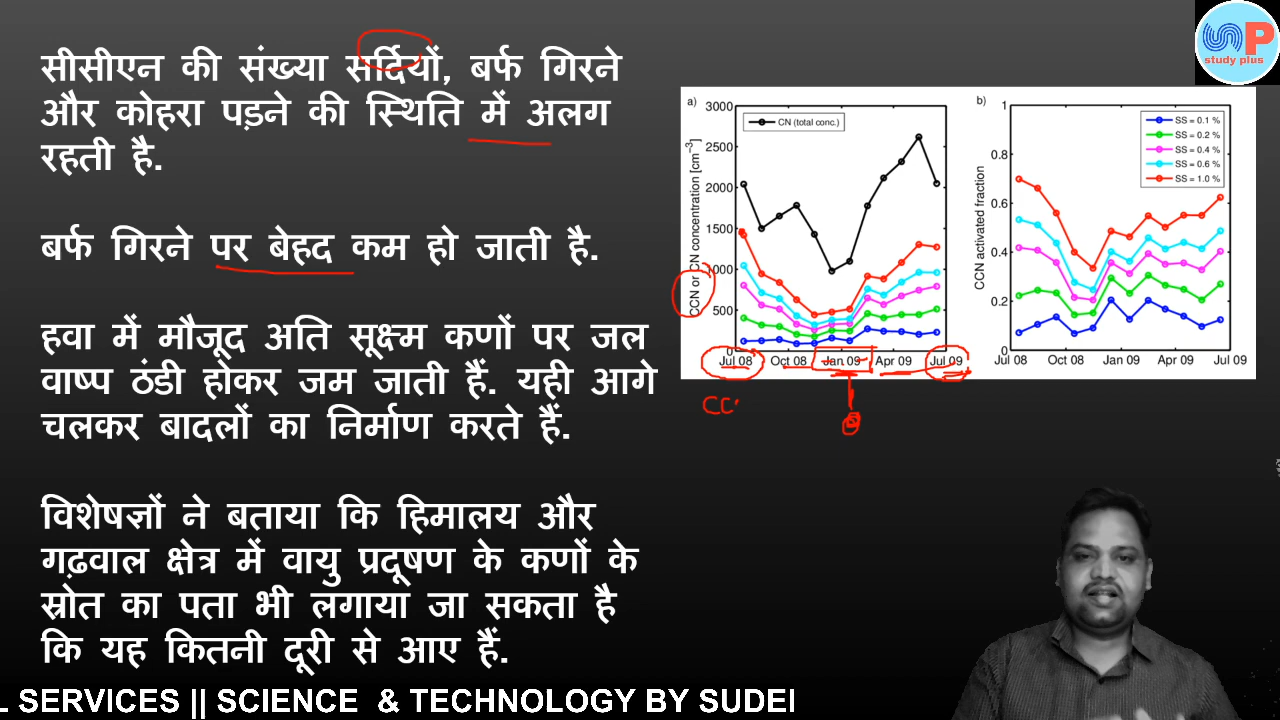 सीसीएन की संख्या सर्दियों, बर्फ गिरने
और कोहरा पड़ने की स्थिति में अलग
रहती है.
बर्फ गिरने पर बेहद कम हो जाती है.
हवा में मौजूद अति सूक्ष्म कणों पर जल
वाष्प ठंडी होकर जम जाती हैं. यही आगे
चलकर बादलों का निर्माण करते हैं.
विशेषज्ञों ने बताया कि हिमालय और
गढ़वाल क्षेत्र में वायु प्रदूषण के कणों के
स्रोत का पता भी लगाया जा सकता है
कि यह कितनी दूरी से आए हैं.
SP
study plus
a)
CN (total conc.)
CCN or CN concentration [cm⁻³]
3000
2500
2000
1500
000
500
Jul 08
Oct 08
Jan 09
Apr 09
Jul 09
CC
b)
SS = 0.1 %
SS = 0.2 %
SS = 0.4 %
SS = 0.6 %
SS = 1.0 %
CCN activated fraction
1
0.8
0.6
0.4
0.2
0
Jul 08
Oct 08
Jan 09
Apr 09
Jul 09
L SERVICES || SCIENCE & TECHNOLOGY BY SUDEI